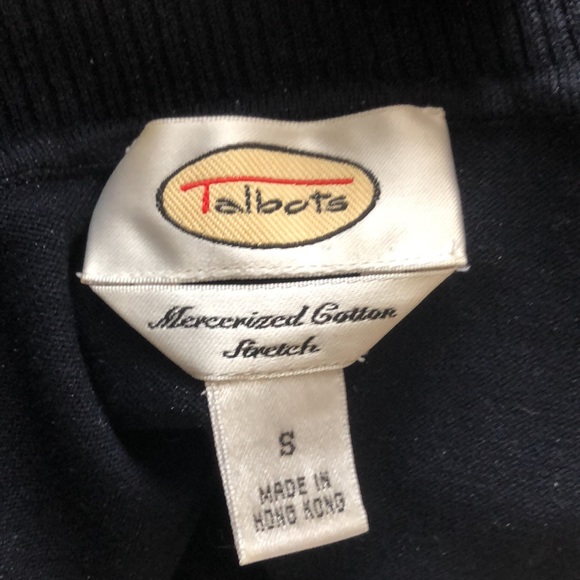 Talbots
Mercerized Cotton
Stretch
S
MADE IN
HONG KONG